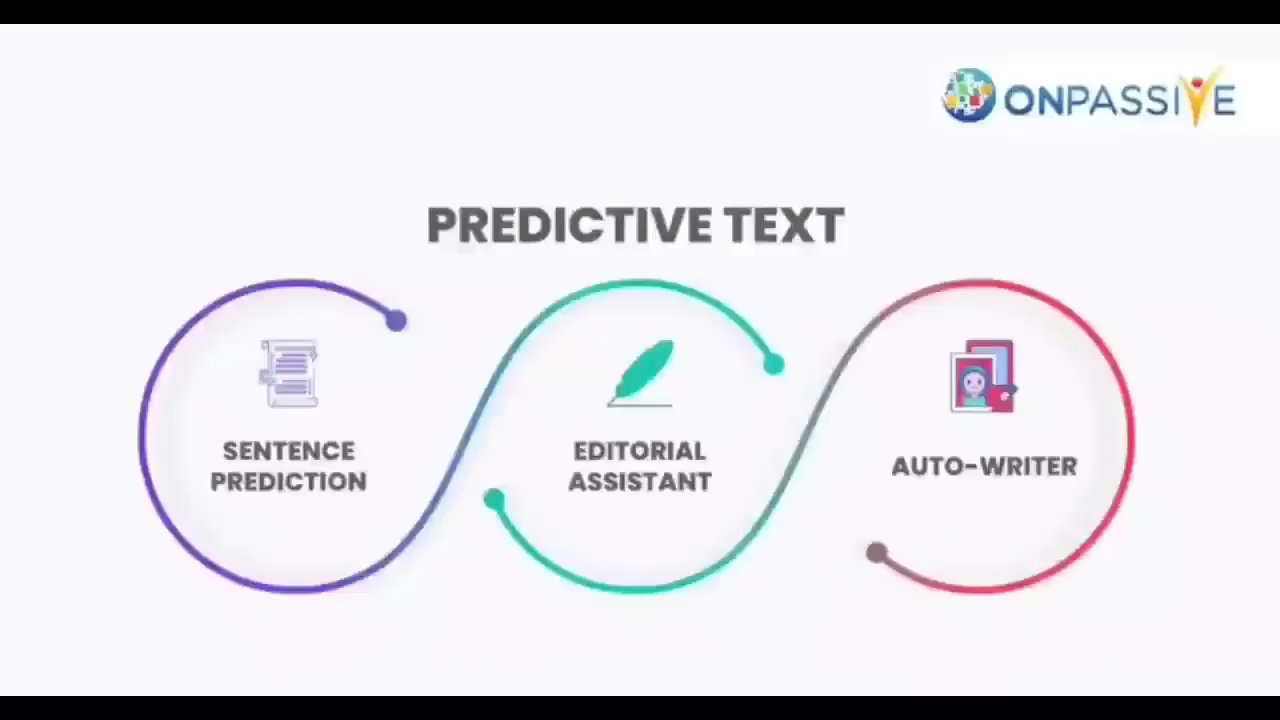 ONPASSIVE
PREDICTIVE TEXT
SENTENCE
PREDICTION
EDITORIAL
ASSISTANT
AUTO-WRITER